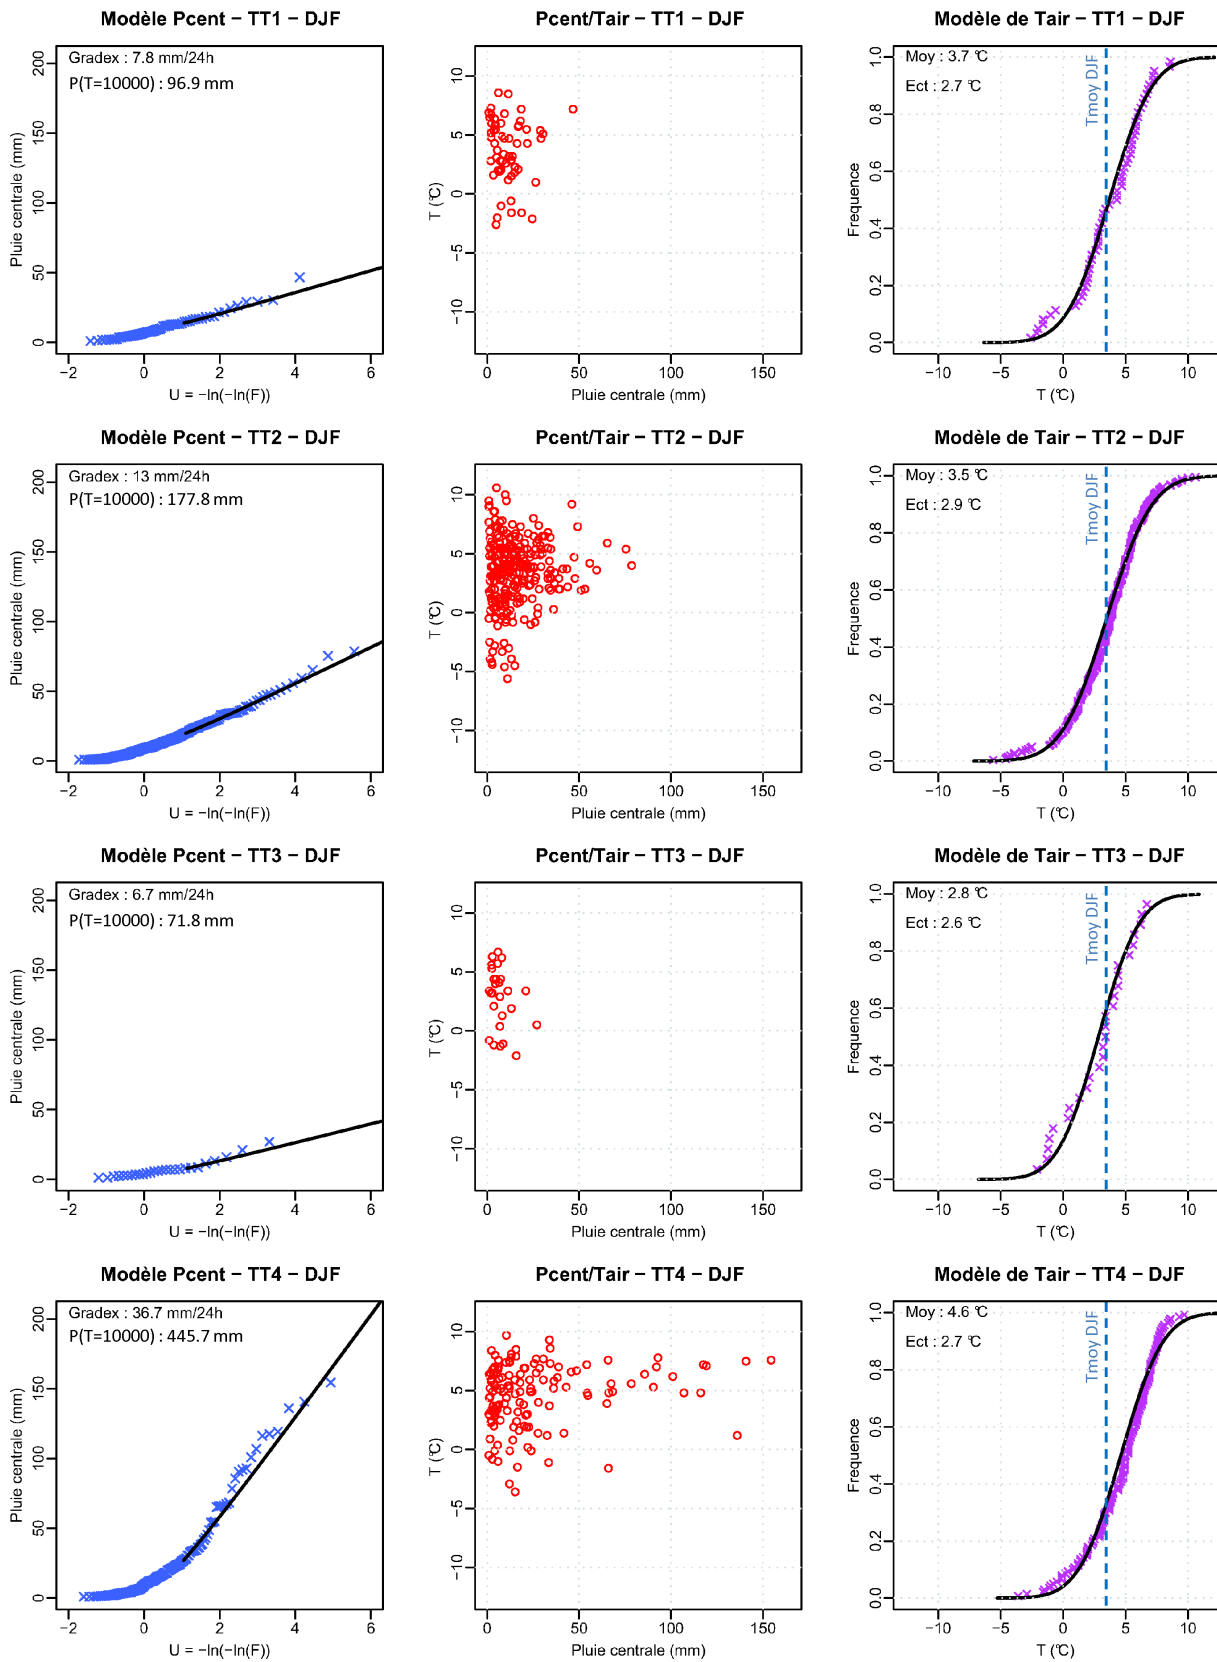 Modèle Pcent − TT1 − DJF
Gradex : 7.8 mm/24h
P(T=10000) : 96.9 mm
Pluie centrale (mm)
0 50 100 150 200
−2 0 2 4 6
U = −ln(−ln(F))
Pcent/Tair − TT1 − DJF
T (°C)
−10 −5 0 5 10
0 50 100 150
Pluie centrale (mm)
Modèle de Tair − TT1 − DJF
Moy : 3.7 °C
Ect : 2.7 °C
Tmoy DJF
Frequence
0.0 0.2 0.4 0.6 0.8 1.0
−10 −5 0 5 10
T (°C)
Modèle Pcent − TT2 − DJF
Gradex : 13 mm/24h
P(T=10000) : 177.8 mm
Pluie centrale (mm)
0 50 100 150 200
−2 0 2 4 6
U = −ln(−ln(F))
Pcent/Tair − TT2 − DJF
T (°C)
−10 −5 0 5 10
0 50 100 150
Pluie centrale (mm)
Modèle de Tair − TT2 − DJF
Moy : 3.5 °C
Ect : 2.9 °C
Tmoy DJF
Frequence
0.0 0.2 0.4 0.6 0.8 1.0
−10 −5 0 5 10
T (°C)
Modèle Pcent − TT3 − DJF
Gradex : 6.7 mm/24h
P(T=10000) : 71.8 mm
Pluie centrale (mm)
0 50 100 150 200
−2 0 2 4 6
U = −ln(−ln(F))
Pcent/Tair − TT3 − DJF
T (°C)
−10 −5 0 5 10
0 50 100 150
Pluie centrale (mm)
Modèle de Tair − TT3 − DJF
Moy : 2.8 °C
Ect : 2.6 °C
Tmoy DJF
Frequence
0.0 0.2 0.4 0.6 0.8 1.0
−10 −5 0 5 10
T (°C)
Modèle Pcent − TT4 − DJF
Gradex : 36.7 mm/24h
P(T=10000) : 445.7 mm
Pluie centrale (mm)
0 50 100 150 200
−2 0 2 4 6
U = −ln(−ln(F))
Pcent/Tair − TT4 − DJF
T (°C)
−10 −5 0 5 10
0 50 100 150
Pluie centrale (mm)
Modèle de Tair − TT4 − DJF
Moy : 4.6 °C
Ect : 2.7 °C
Tmoy DJF
Frequence
0.0 0.2 0.4 0.6 0.8 1.0
−10 −5 0 5 10
T (°C)